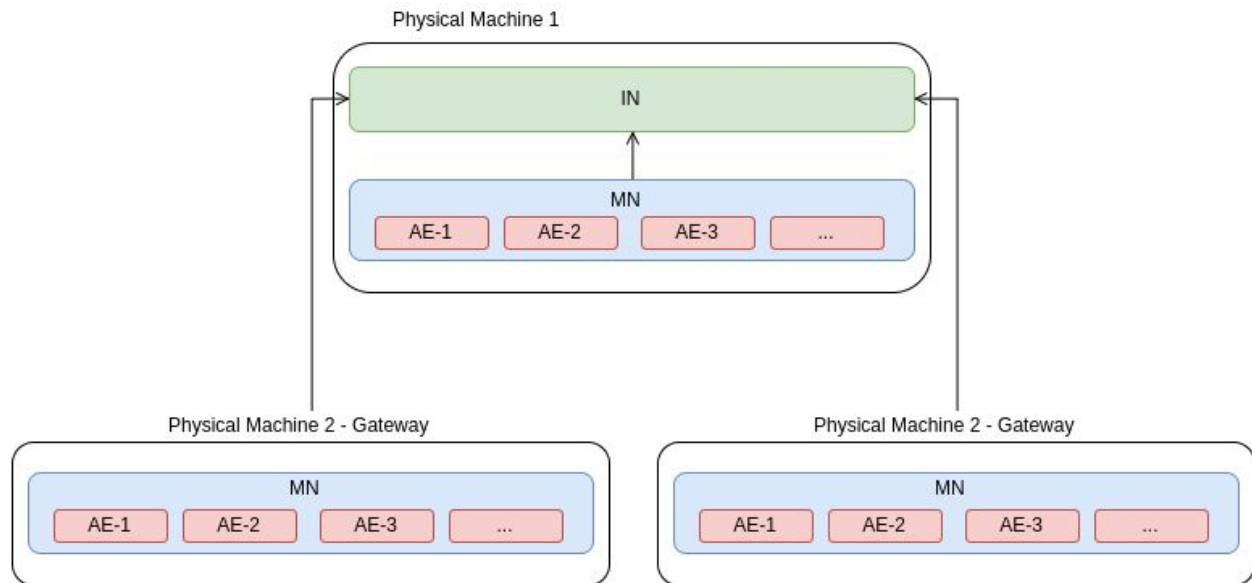 Physical Machine 1
IN
MN
AE-1 AE-2 AE-3 ...
Physical Machine 2 - Gateway
MN
AE-1 AE-2 AE-3 ...
Physical Machine 2 - Gateway
MN
AE-1 AE-2 AE-3 ...